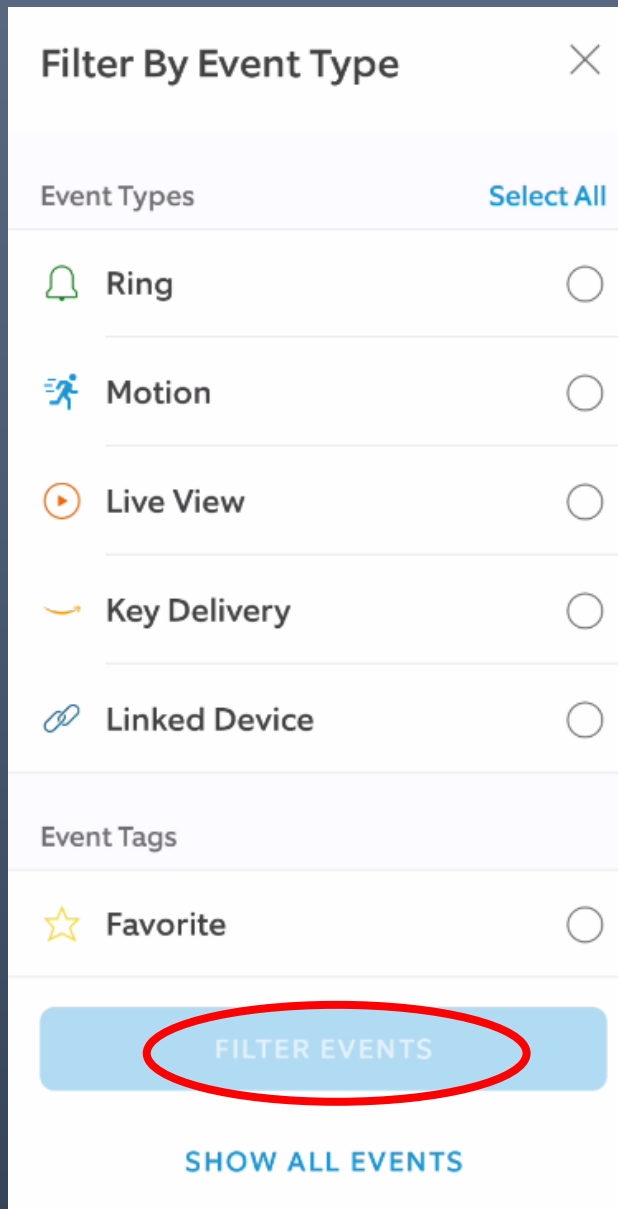 Filter By Event Type
Event Types Select All
Ring
Motion
Live View
Key Delivery
Linked Device
Event Tags
Favorite
FILTER EVENTS
SHOW ALL EVENTS